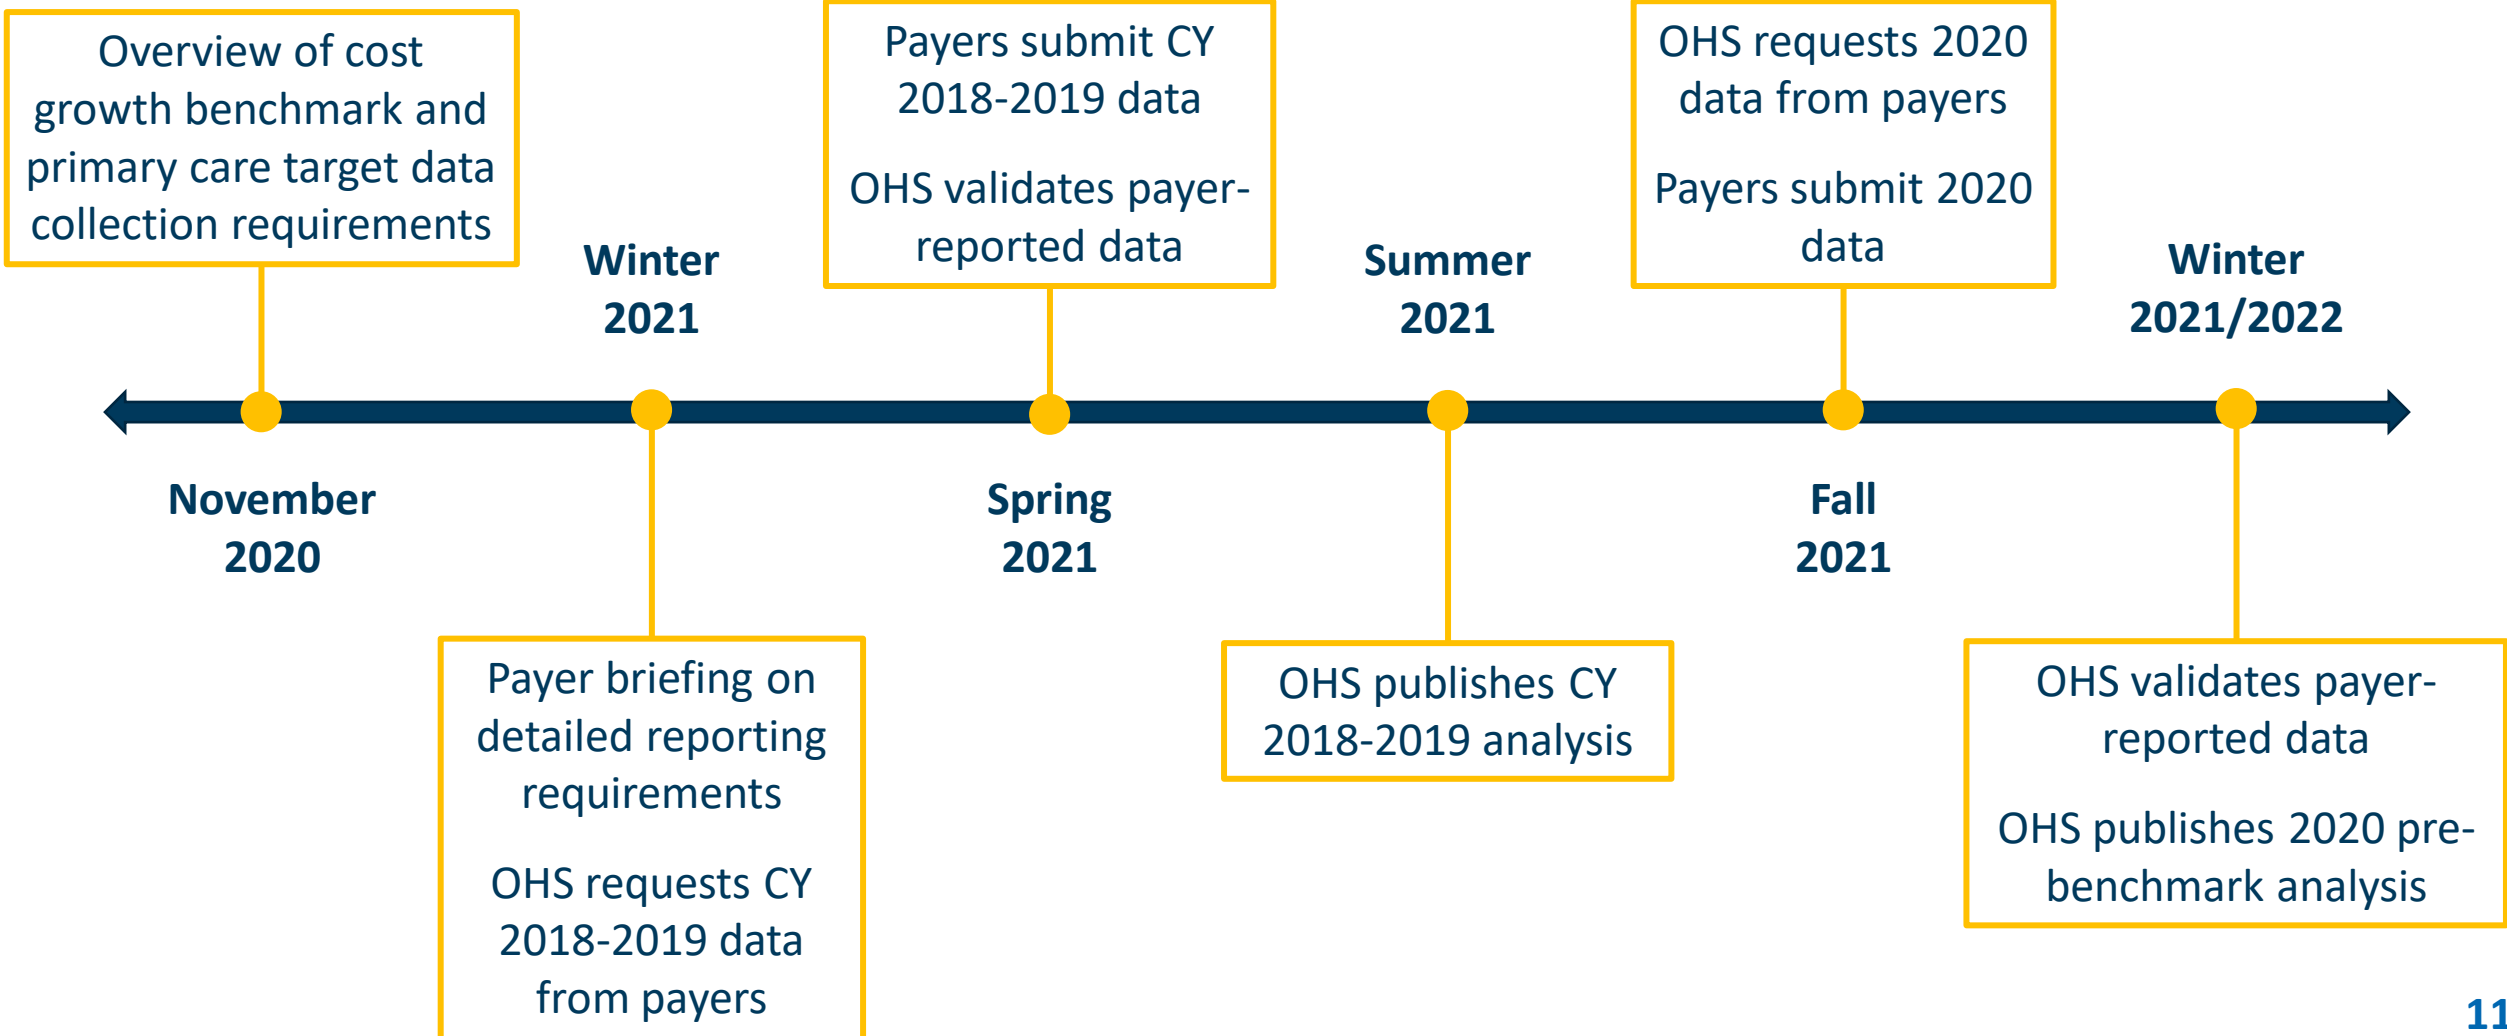 Overview of cost
growth benchmark and
primary care target data
collection requirements
November
2020
Winter
2021
Payer briefing on
detailed reporting
requirements
OHS requests CY
2018-2019 data
from payers
Payers submit CY
2018-2019 data
OHS validates payer-
reported data
Spring
2021
Summer
2021
OHS publishes CY
2018-2019 analysis
OHS requests 2020
data from payers
Payers submit 2020
data
Fall
2021
Winter
2021/2022
OHS validates payer-
reported data
OHS publishes 2020 pre-
benchmark analysis
11